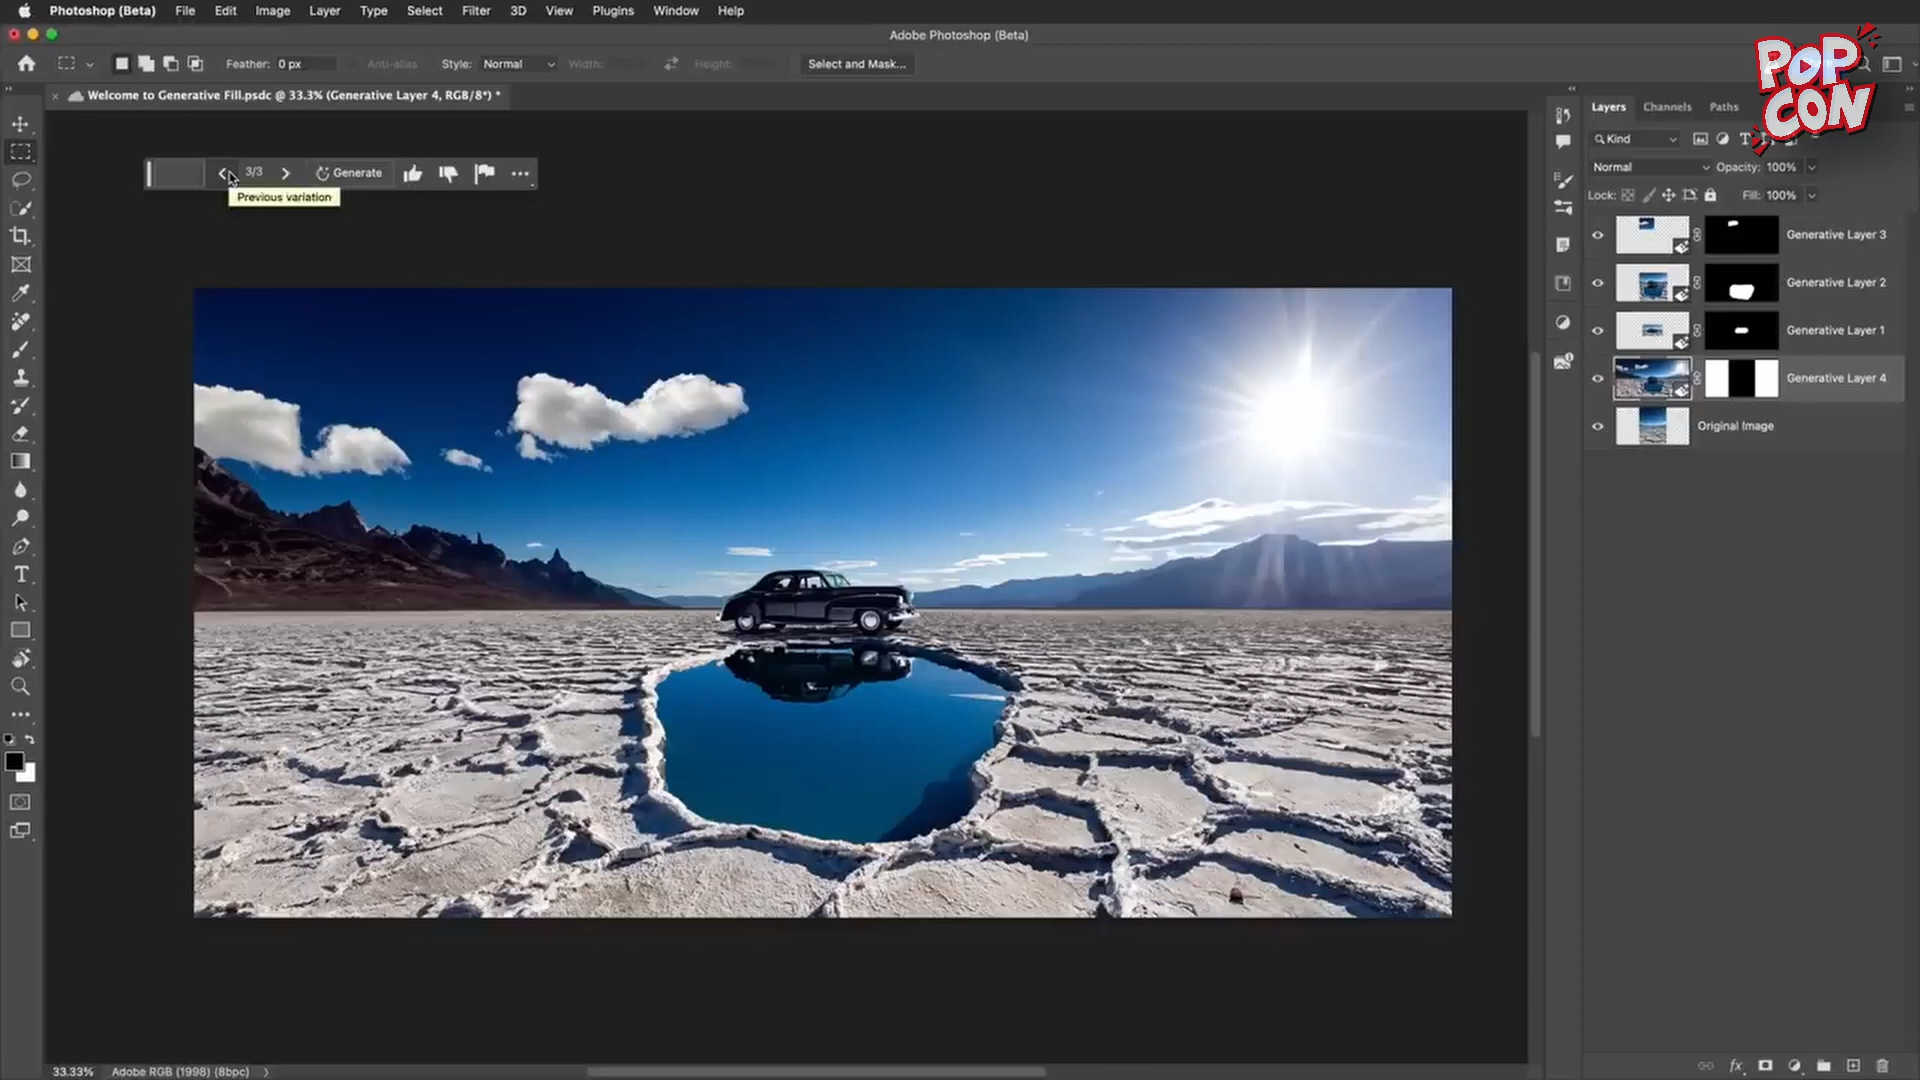 Photoshop (Beta) File Edit Image Layer Type Select Filter 3D View Plugins Window Help
Adobe Photoshop (Beta)
Feather: 0 px Anti-alias Style: Normal Width: Height: Select and Mask...
POP
CON
Welcome to Generative Fill.psdc @ 33.3% (Generative Layer 4, RGB/8*) *
Layers Channels Paths
Kind
3/3 Generate
Normal Opacity: 100%
Previous variation
Lock: Fill: 100%
Generative Layer 3
Generative Layer 2
Generative Layer 1
Generative Layer 4
Original Image
33.33% Adobe RGB (1998) (8bpc)